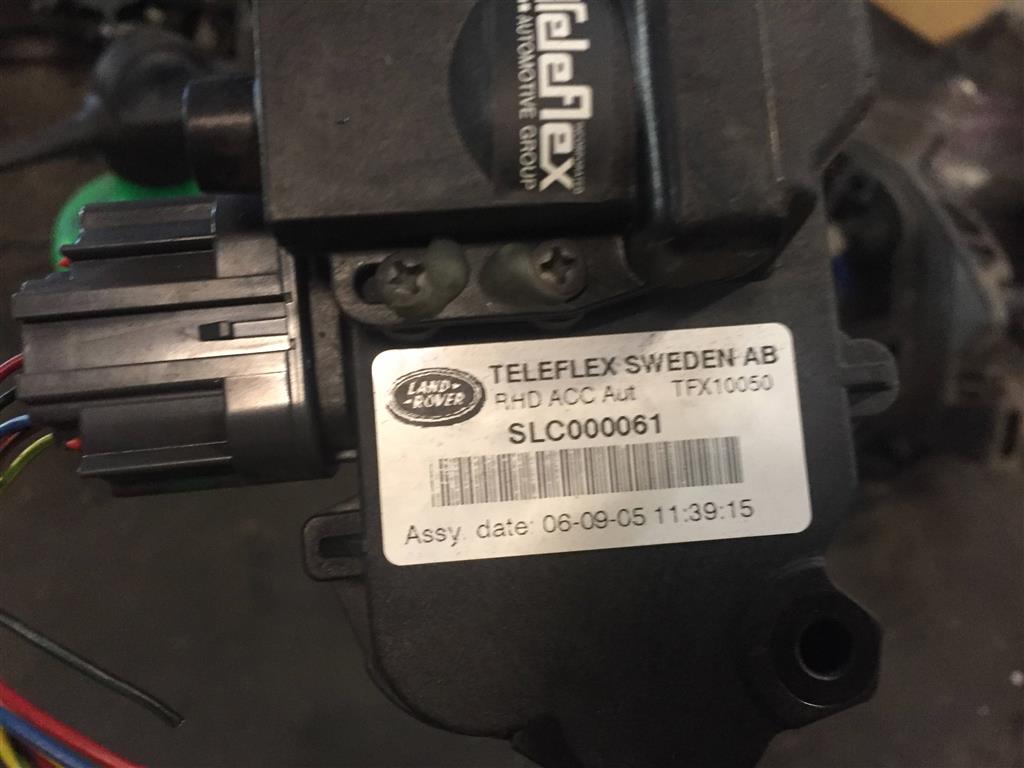 TeleFlex
INCORPORATED
AUTOMOTIVE GROUP
LAND-
-ROVER
TELEFLEX SWEDEN AB
RHD ACC Aut TFX10050
SLC000061
Assy. date: 06-09-05 11:39:15